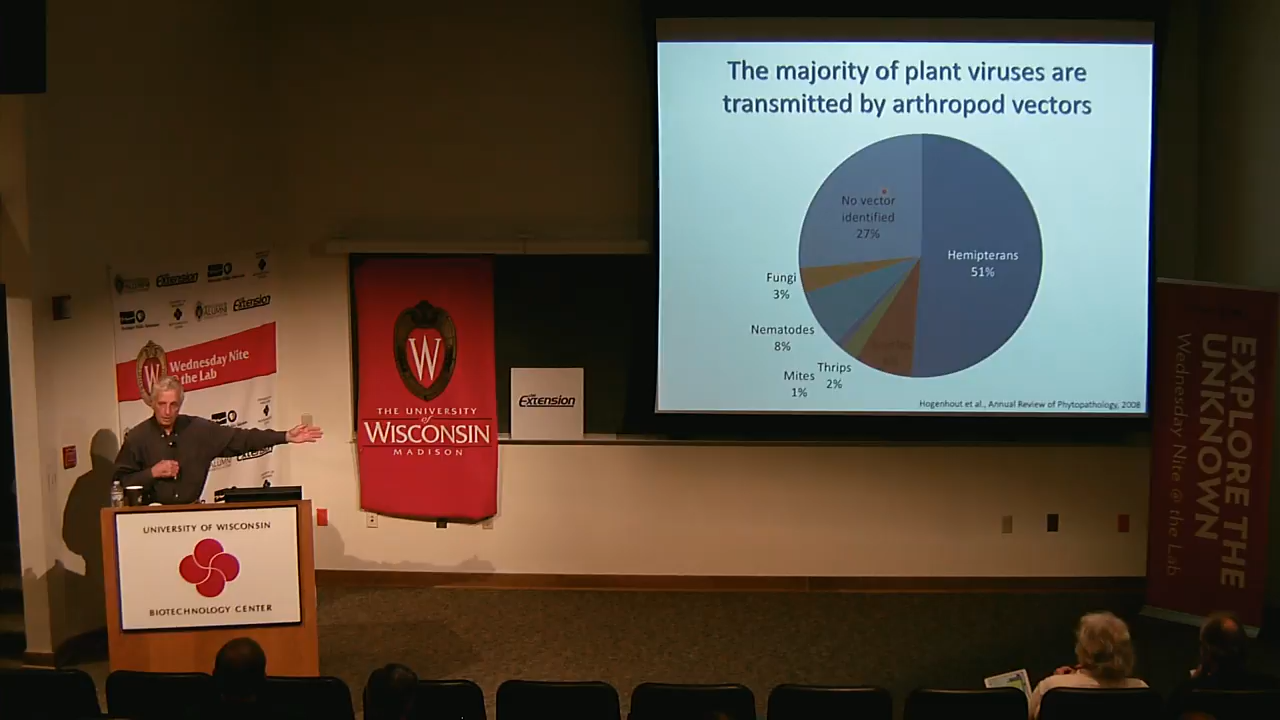 The majority of plant viruses are
transmitted by arthropod vectors
No vector
identified
27%
Hemipterans
51%
Fungi
3%
Nematodes
8%
Thrips
2%
Mites
1%
Hogenhout et al., Annual Review of Phytopathology, 2008
Extension
Extension
Wednesday Nite
@ the Lab
W
W
THE UNIVERSITY
of
WISCONSIN
MADISON
Extension
UNIVERSITY OF WISCONSIN
BIOTECHNOLOGY CENTER
EXPLORE THE
UNKNOWN
Wednesday Nite @ the Lab